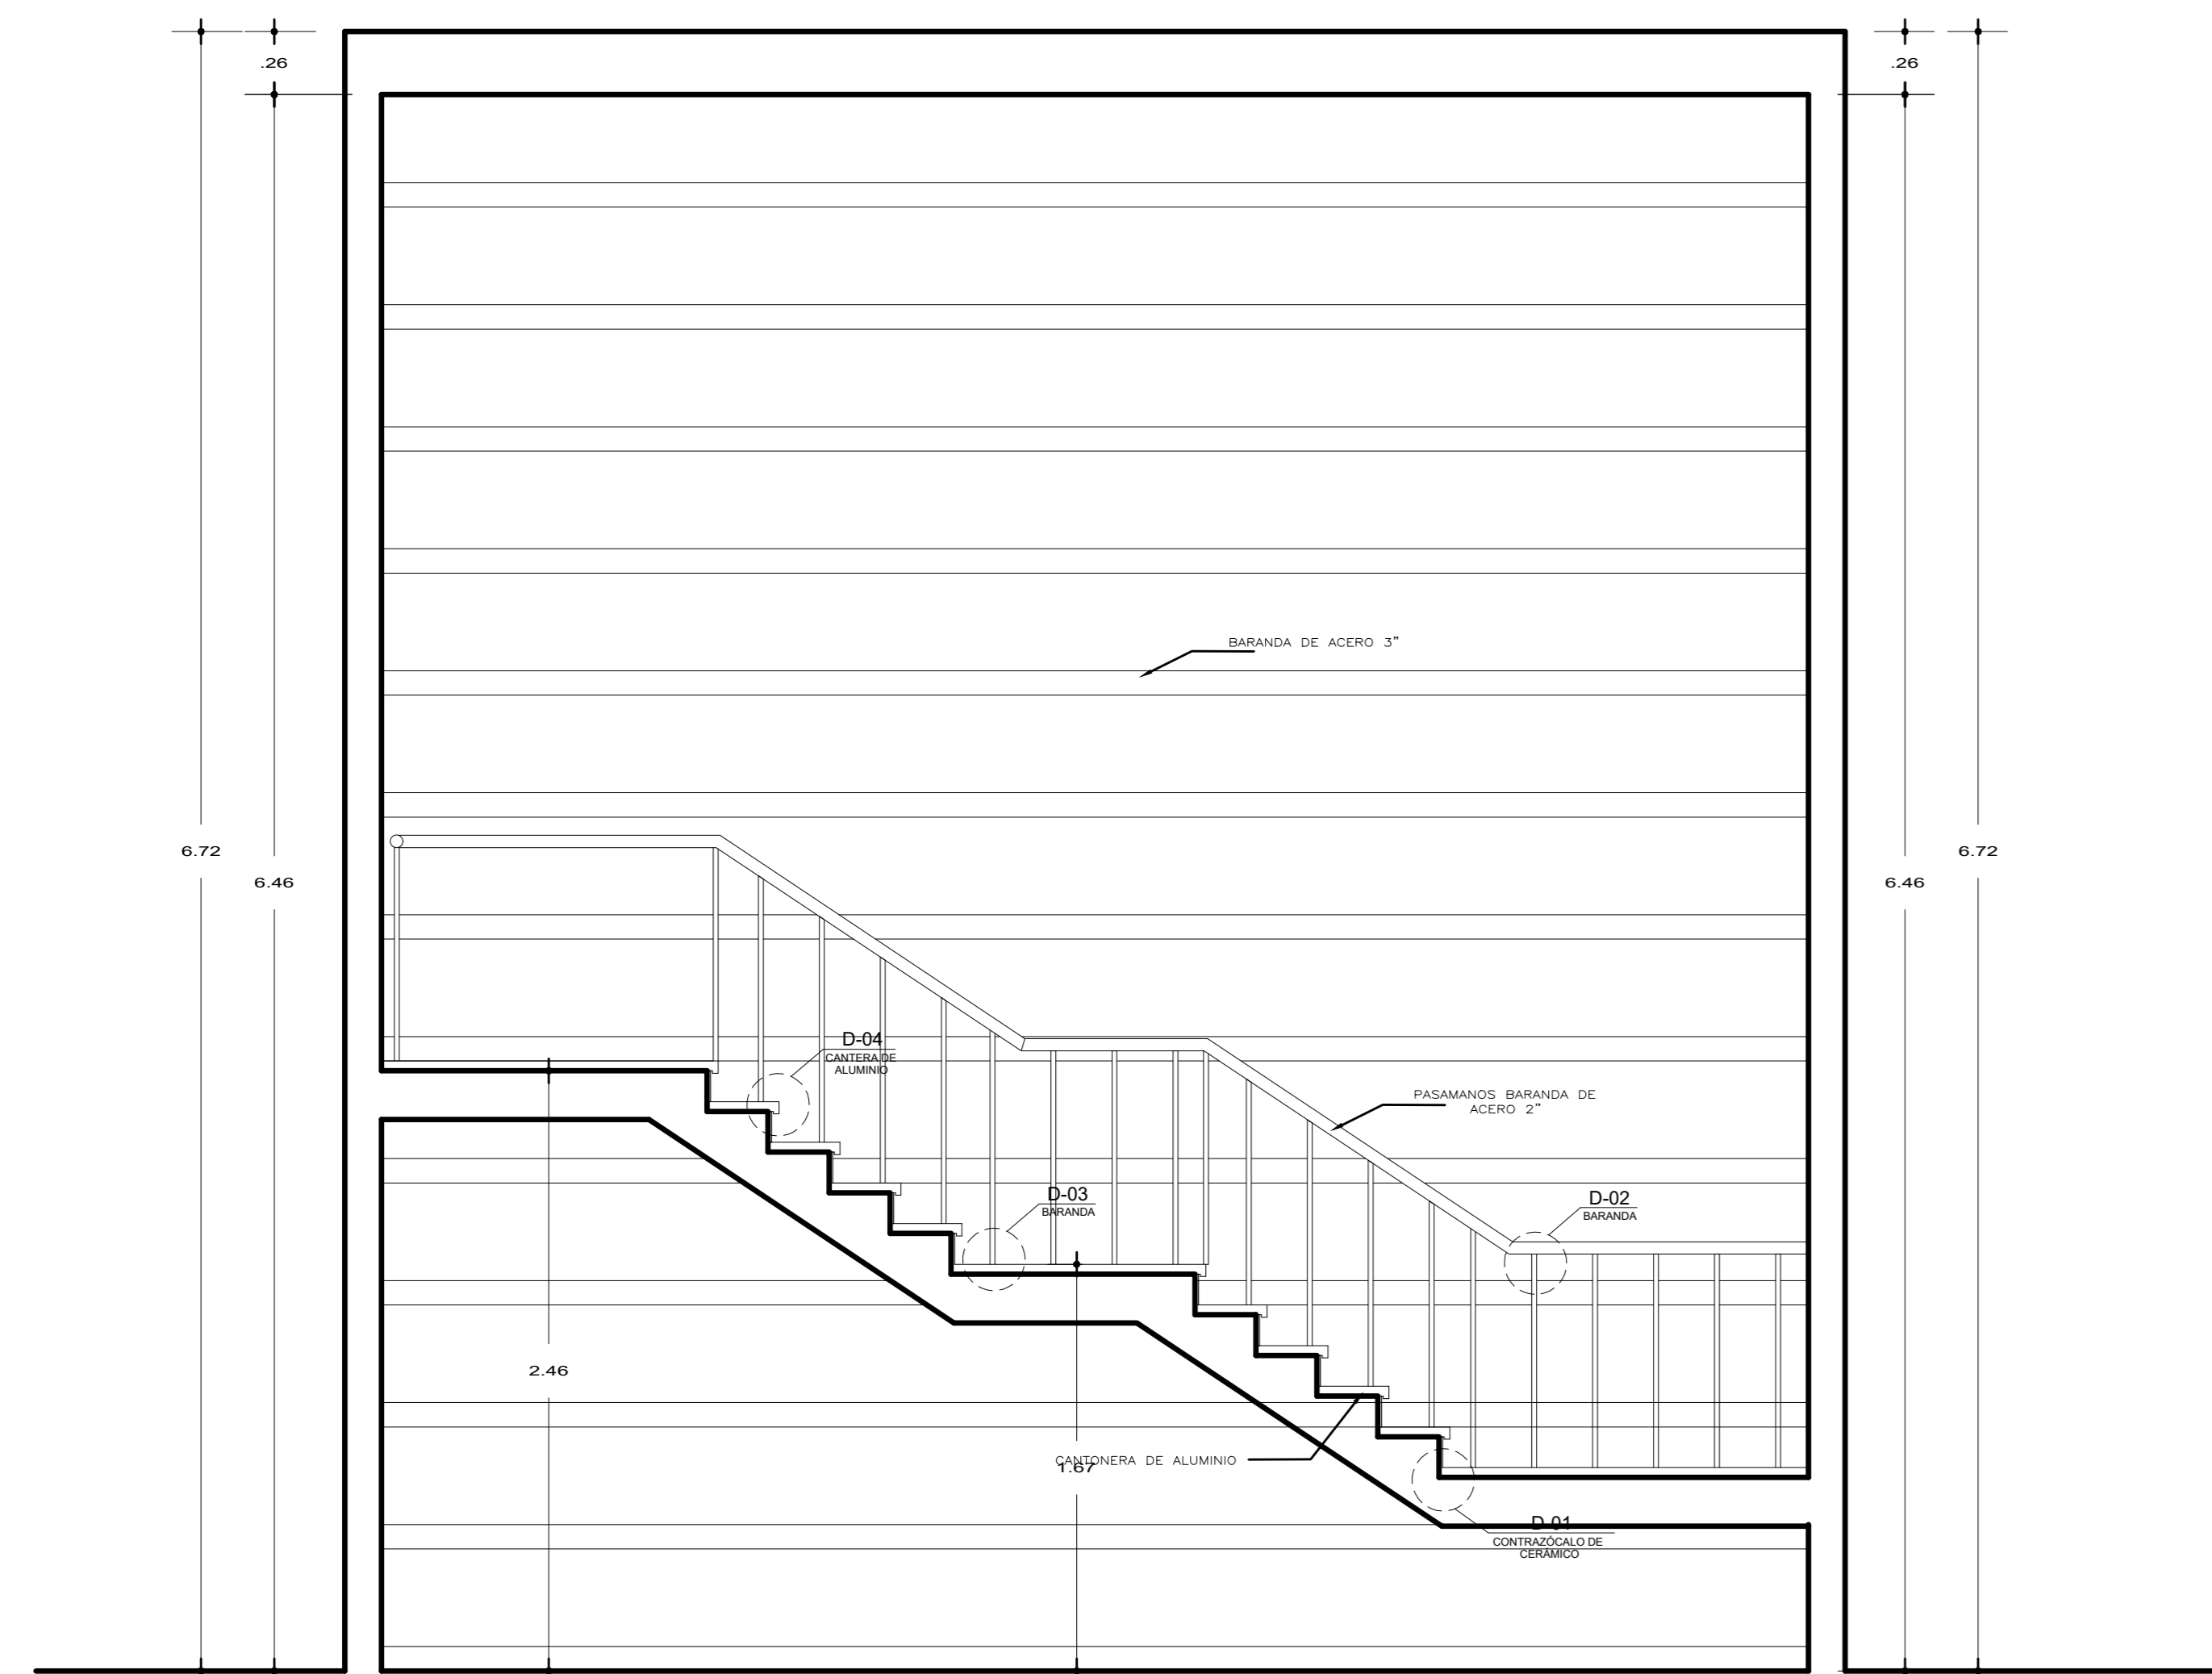 .26
.26
BARANDA DE ACERO 3"
6.72
6.72
6.46
6.46
D-04
CANTERA DE
ALUMINIO
PASAMANOS BARANDA DE
ACERO 2"
D-03
BARANDA
D-02
BARANDA
2.46
CANTONERA DE ALUMINIO
1.67
D-01
CONTRAZÓCALO DE
CERÁMICO